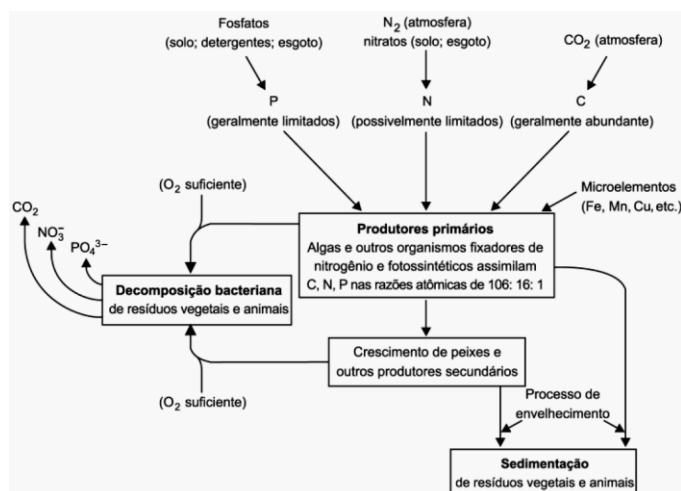 Fosfatos
(solo; detergentes; esgoto)
N2 (atmosfera)
nitratos (solo; esgoto)
CO2 (atmosfera)
P
(geralmente limitados)
N
(possivelmente limitados)
C
(geralmente abundante)
(O2 suficiente)
Microelementos
(Fe, Mn, Cu, etc.)
CO2
NO3−
PO4 3−
Produtores primários
Algas e outros organismos fixadores de
nitrogênio e fotossintéticos assimilam
C, N, P nas razões atômicas de 106: 16: 1
Decomposição bacteriana
de resíduos vegetais e animais
Crescimento de peixes e
outros produtores secundários
(O2 suficiente)
Processo de
envelhecimento
Sedimentação
de resíduos vegetais e animais